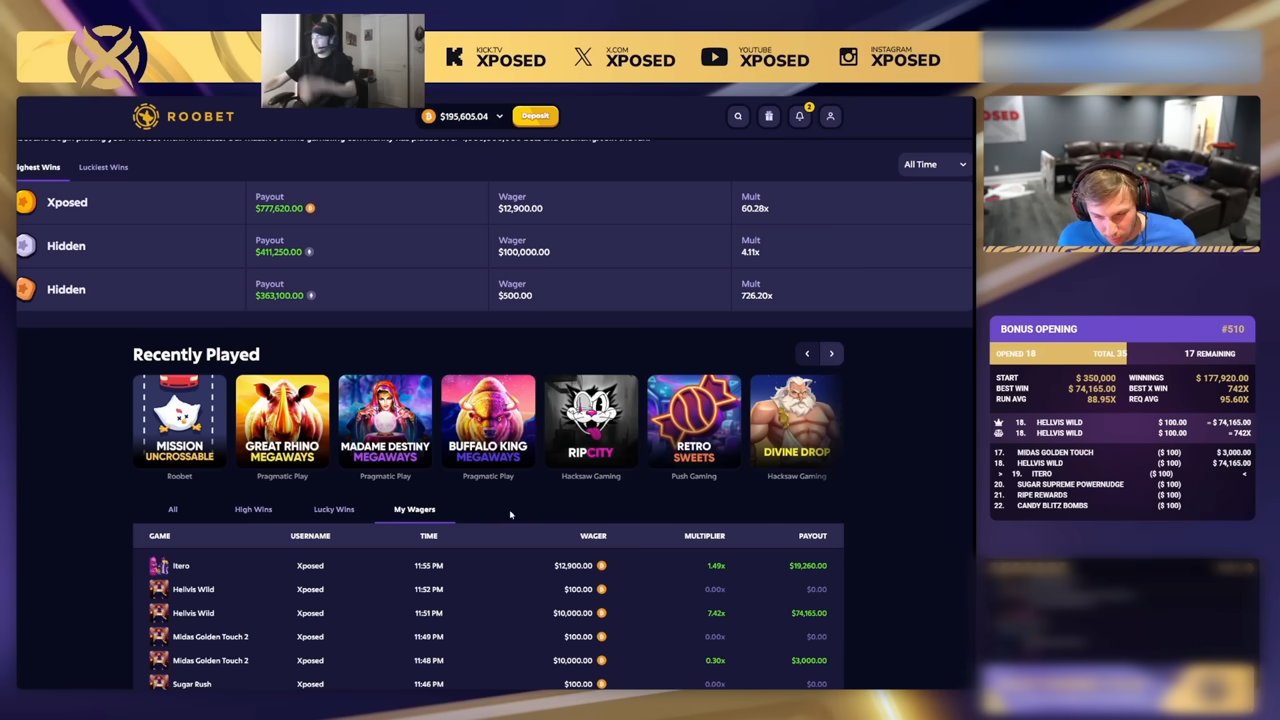 KICK.TV
XPOSED
X.COM
XPOSED
YOUTUBE
XPOSED
INSTAGRAM
XPOSED
ROOBET
$195,605.04
Deposit
2
ighest Wins
Luckiest Wins
All Time
Xposed
Payout
$777,620.00
Wager
$12,900.00
Mult
60.28x
Hidden
Payout
$411,250.00
Wager
$100,000.00
Mult
4.11x
Hidden
Payout
$363,100.00
Wager
$500.00
Mult
726.20x
Recently Played
MISSION
UNCROSSABLE
Roobet
GREAT RHINO
MEGAWAYS
Pragmatic Play
MADAME DESTINY
MEGAWAYS
Pragmatic Play
BUFFALO KING
MEGAWAYS
Pragmatic Play
RIPCITY
Hacksaw Gaming
RETRO
SWEETS
Push Gaming
DIVINE DROP
Hacksaw Gaming
All
High Wins
Lucky Wins
My Wagers
GAME USERNAME TIME WAGER MULTIPLIER PAYOUT
Itero Xposed 11:55 PM $12,900.00 1.49x $19,260.00
Hellvis Wild Xposed 11:52 PM $100.00 0.00x $0.00
Hellvis Wild Xposed 11:51 PM $10,000.00 7.42x $74,165.00
Midas Golden Touch 2 Xposed 11:49 PM $100.00 0.00x $0.00
Midas Golden Touch 2 Xposed 11:48 PM $10,000.00 0.30x $3,000.00
Sugar Rush Xposed 11:46 PM $100.00 0.00x $0.00
OSED
BONUS OPENING #510
OPENED 18 TOTAL 35 17 REMAINING
START $ 350,000 WINNINGS $ 177,920.00
BEST WIN $ 74,165.00 BEST X WIN 742X
RUN AVG 88.95X REQ AVG 95.60X
18. HELLVIS WILD $ 100.00 = $ 74,165.00
18. HELLVIS WILD $ 100.00 = 742X
17. MIDAS GOLDEN TOUCH ($ 100) $ 3,000.00
18. HELLVIS WILD ($ 100) $ 74,165.00
> 19. ITERO ($ 100) <
20. SUGAR SUPREME POWERNUDGE ($ 100)
21. RIPE REWARDS ($ 100)
22. CANDY BLITZ BOMBS ($ 100)